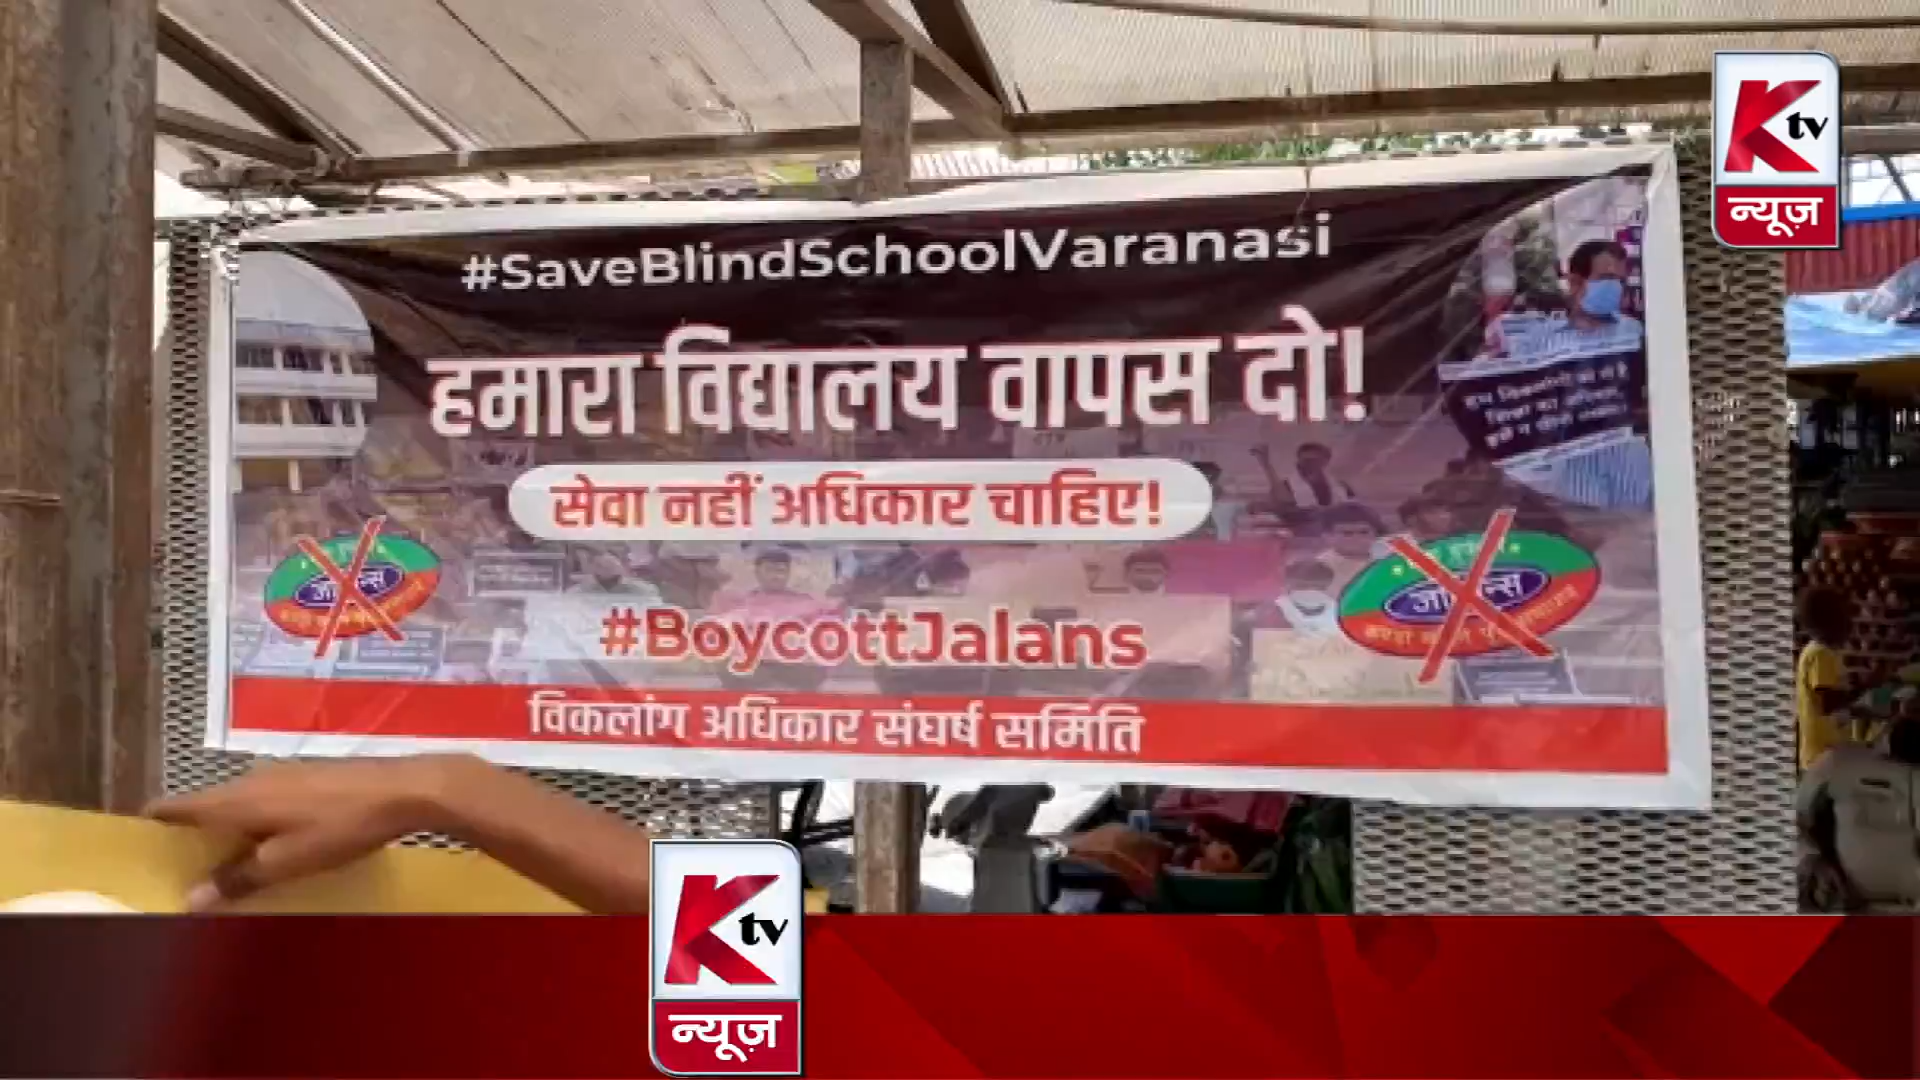 K
tv
न्यूज़
#SaveBlindSchoolVaranasi
हमारा विद्यालय वापस दो!
सेवा नहीं अधिकार चाहिए!
#BoycottJalans
विकलांग अधिकार संघर्ष समिति
K
tv
न्यूज़